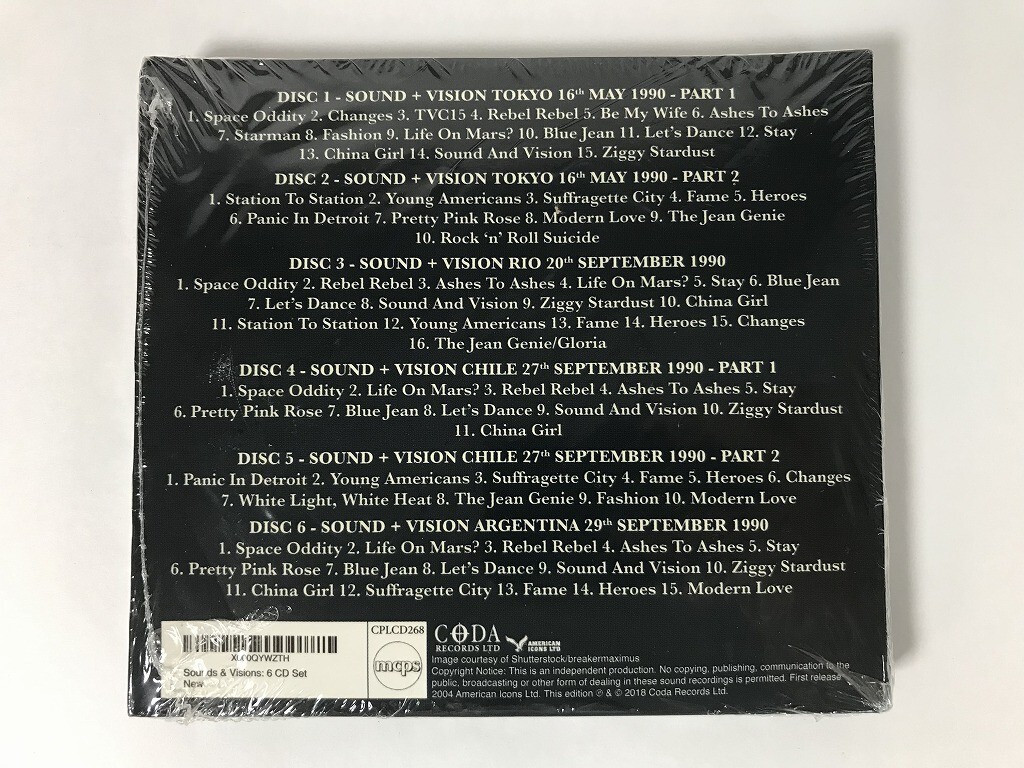 DISC 1 - SOUND + VISION TOKYO 16th MAY 1990 - PART 1
1. Space Oddity 2. Changes 3. TVC15 4. Rebel Rebel 5. Be My Wife 6. Ashes To Ashes
7. Starman 8. Fashion 9. Life On Mars? 10. Blue Jean 11. Let's Dance 12. Stay
13. China Girl 14. Sound And Vision 15. Ziggy Stardust
DISC 2 - SOUND + VISION TOKYO 16th MAY 1990 - PART 2
1. Station To Station 2. Young Americans 3. Suffragette City 4. Fame 5. Heroes
6. Panic In Detroit 7. Pretty Pink Rose 8. Modern Love 9. The Jean Genie
10. Rock 'n' Roll Suicide
DISC 3 - SOUND + VISION RIO 20th SEPTEMBER 1990
1. Space Oddity 2. Rebel Rebel 3. Ashes To Ashes 4. Life On Mars? 5. Stay 6. Blue Jean
7. Let's Dance 8. Sound And Vision 9. Ziggy Stardust 10. China Girl
11. Station To Station 12. Young Americans 13. Fame 14. Heroes 15. Changes
16. The Jean Genie/Gloria
DISC 4 - SOUND + VISION CHILE 27th SEPTEMBER 1990 - PART 1
1. Space Oddity 2. Life On Mars? 3. Rebel Rebel 4. Ashes To Ashes 5. Stay
6. Pretty Pink Rose 7. Blue Jean 8. Let's Dance 9. Sound And Vision 10. Ziggy Stardust
11. China Girl
DISC 5 - SOUND + VISION CHILE 27th SEPTEMBER 1990 - PART 2
1. Panic In Detroit 2. Young Americans 3. Suffragette City 4. Fame 5. Heroes 6. Changes
7. White Light, White Heat 8. The Jean Genie 9. Fashion 10. Modern Love
DISC 6 - SOUND + VISION ARGENTINA 29th SEPTEMBER 1990
1. Space Oddity 2. Life On Mars? 3. Rebel Rebel 4. Ashes To Ashes 5. Stay
6. Pretty Pink Rose 7. Blue Jean 8. Let's Dance 9. Sound And Vision 10. Ziggy Stardust
11. China Girl 12. Suffragette City 13. Fame 14. Heroes 15. Modern Love
Sounds & Visions: 6 CD Set
New
CPLCD268
mcps
CODA
RECORDS LTD
AMERICAN
ICONS LTD
Image courtesy of Shutterstock/breakermaximus
Copyright Notice: This is an independent production. No copying, publishing, communication to the
public, broadcasting or other form of dealing in these sound recordings is permitted. First release
2004 American Icons Ltd. This edition ℗ & © 2018 Coda Records Ltd.